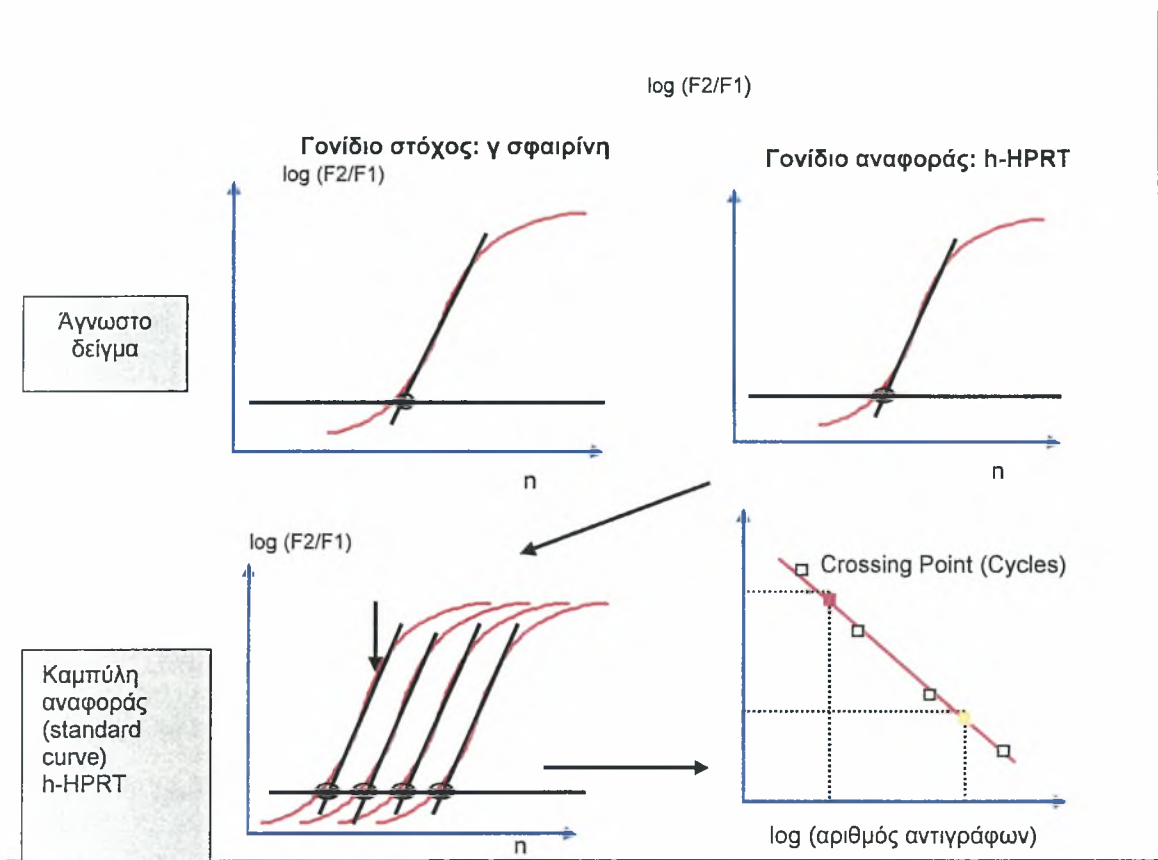 log (F2/F1)
Γονίδιο στόχος: γ σφαιρίνη
log (F2/F1)
Γονίδιο αναφοράς: h-HPRT
Άγνωστο
δείγμα
n
n
log (F2/F1)
Crossing Point (Cycles)
Καμπύλη
αναφοράς
(standard
curve)
h-HPRT
n
log (αριθμός αντιγράφων)